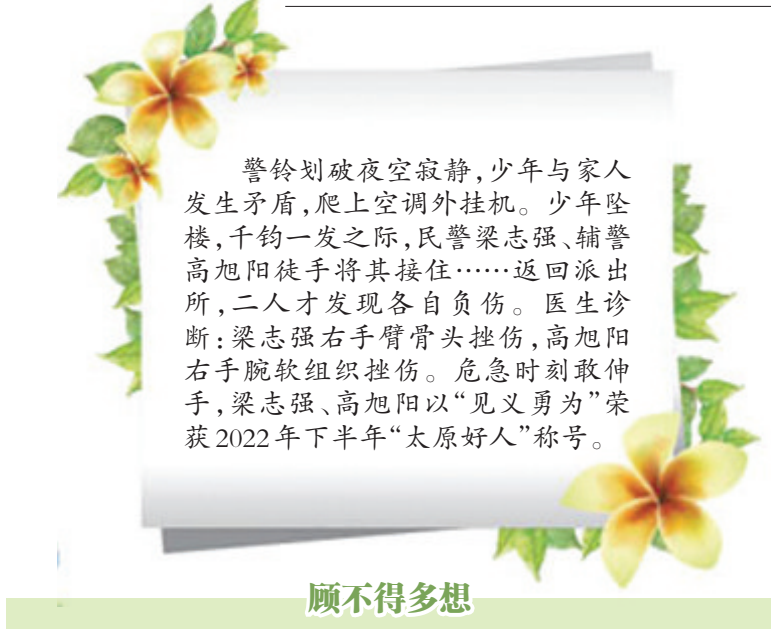 警铃划破夜空寂静,少年与家人
发生矛盾,爬上空调外挂机。少年坠
楼,千钧一发之际,民警梁志强、辅警
高旭阳徒手将其接住……返回派出
所,二人才发现各自负伤。医生诊
断:梁志强右手臂骨头挫伤,高旭阳
右手腕软组织挫伤。危急时刻敢伸
手,梁志强、高旭阳以“见义勇为”荣
获2022年下半年“太原好人”称号。
顾不得多想